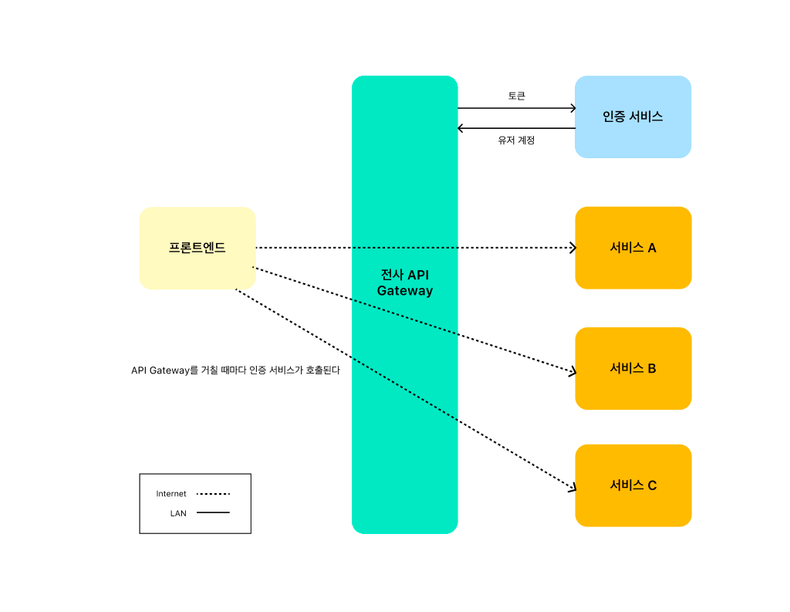 토큰
인증 서비스
유저 계정
프론트엔드
서비스 A
전사 API
Gateway
API Gateway를 거칠 때마다 인증 서비스가 호출된다
서비스 B
서비스 C
Internet
LAN